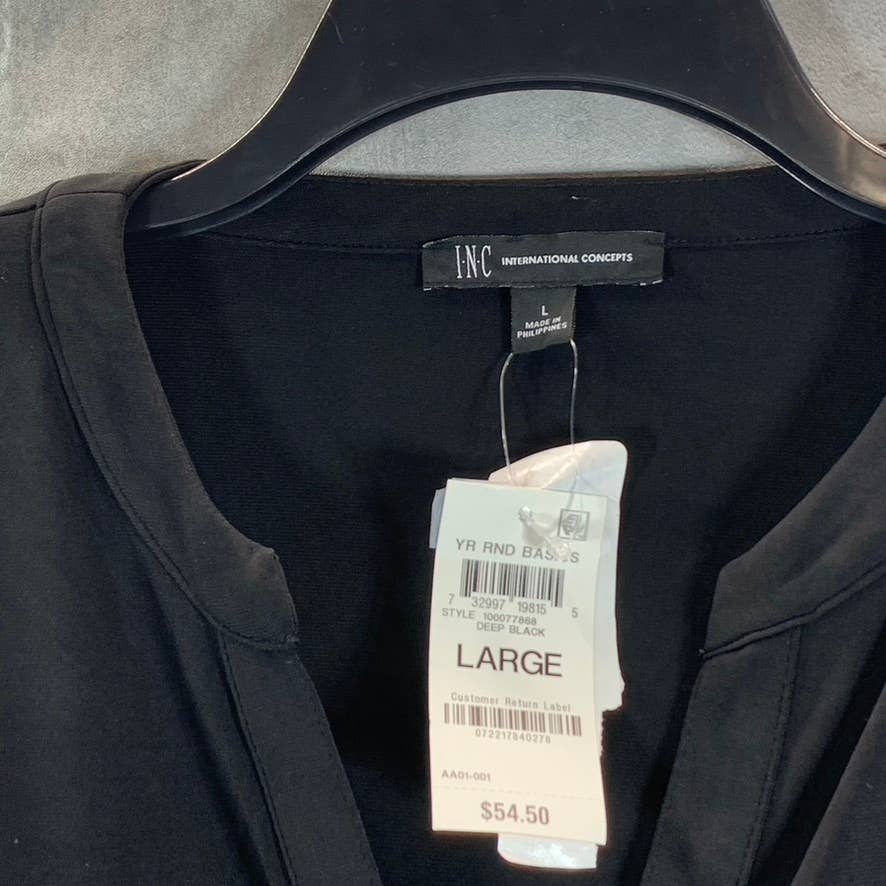 I·N·C INTERNATIONAL CONCEPTS
L
MADE IN
PHILIPPINES
YR RND BASICS
7 32997 19815 5
STYLE 100077868
DEEP BLACK
LARGE
Customer Return Label
072217840278
AA01-001
$54.50